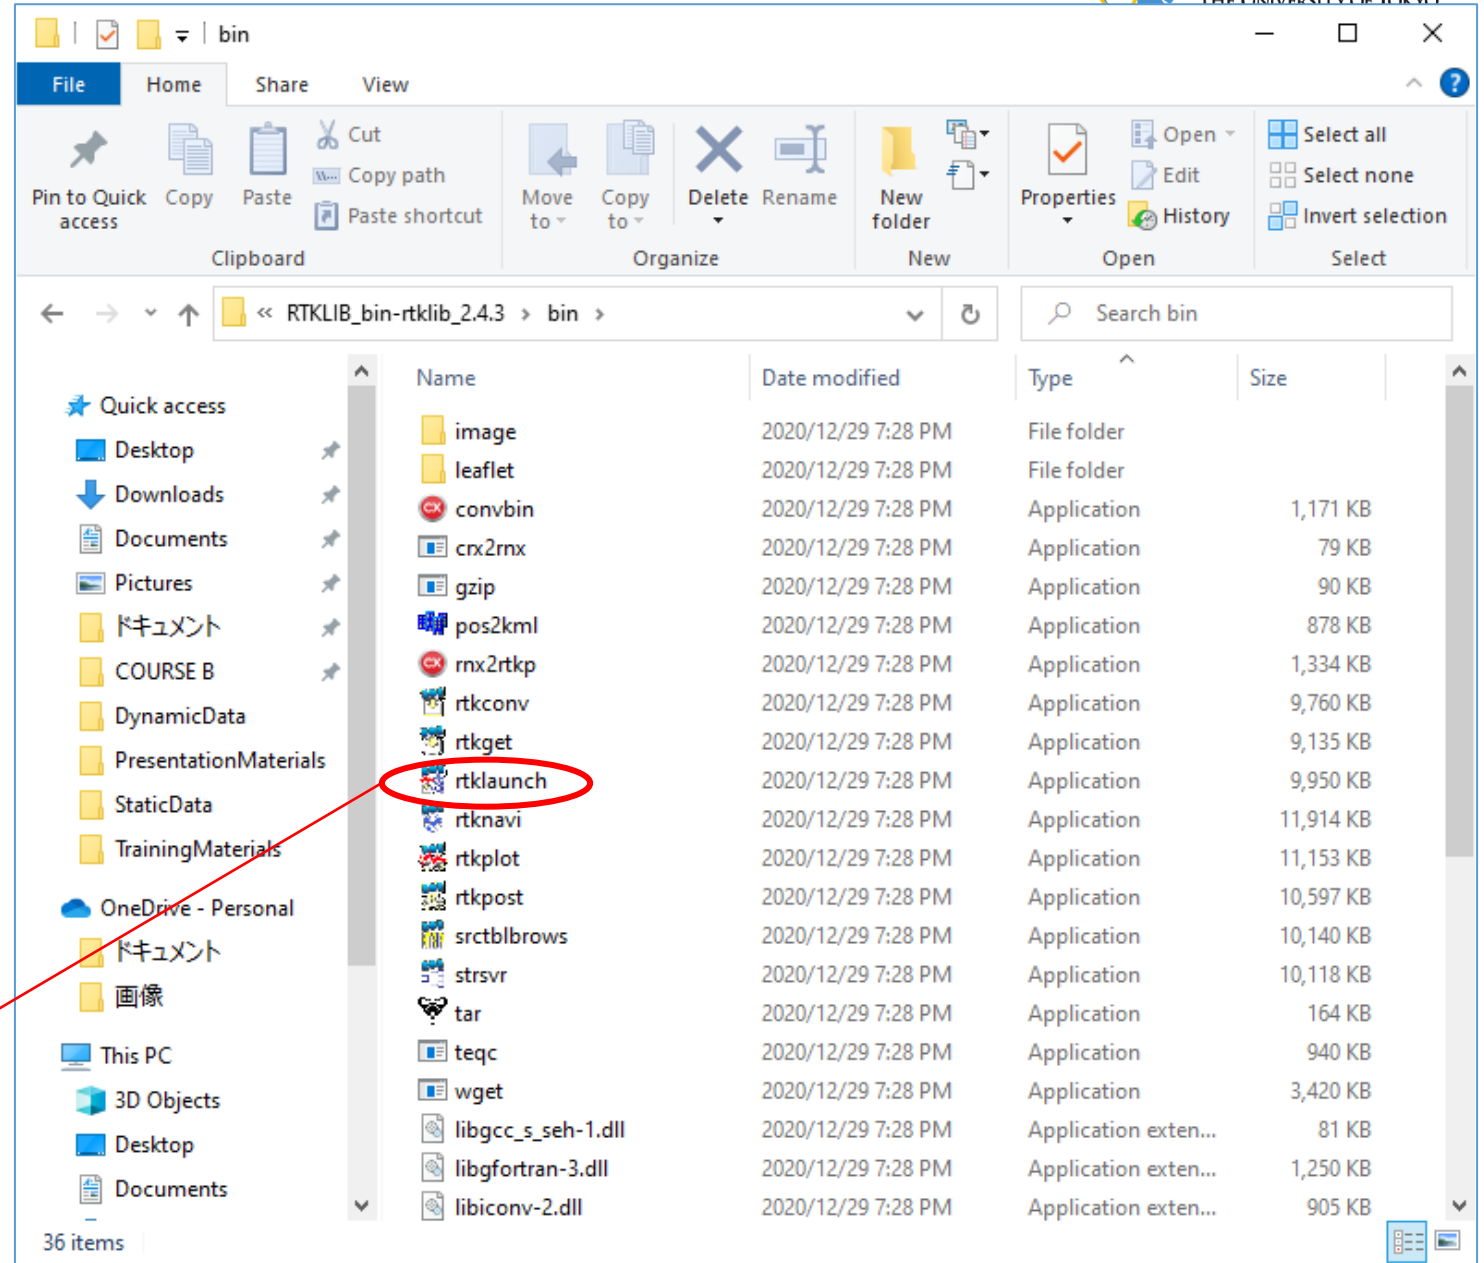 THE UNIVERSITY OF TOKYO
bin
File Home Share View
Pin to Quick access
Copy
Paste
Cut
Copy path
Paste shortcut
Move to
Copy to
Delete
Rename
New folder
Properties
Open
Edit
History
Select all
Select none
Invert selection
Clipboard Organize New Open Select
« RTKLIB_bin-rtklib_2.4.3 › bin ›
Search bin
Quick access
Desktop
Downloads
Documents
Pictures
ドキュメント
COURSE B
DynamicData
PresentationMaterials
StaticData
TrainingMaterials
OneDrive - Personal
ドキュメント
画像
This PC
3D Objects
Desktop
Documents
Name Date modified Type Size
image 2020/12/29 7:28 PM File folder
leaflet 2020/12/29 7:28 PM File folder
convbin 2020/12/29 7:28 PM Application 1,171 KB
crx2rnx 2020/12/29 7:28 PM Application 79 KB
gzip 2020/12/29 7:28 PM Application 90 KB
pos2kml 2020/12/29 7:28 PM Application 878 KB
rnx2rtkp 2020/12/29 7:28 PM Application 1,334 KB
rtkconv 2020/12/29 7:28 PM Application 9,760 KB
rtkget 2020/12/29 7:28 PM Application 9,135 KB
rtklaunch 2020/12/29 7:28 PM Application 9,950 KB
rtknavi 2020/12/29 7:28 PM Application 11,914 KB
rtkplot 2020/12/29 7:28 PM Application 11,153 KB
rtkpost 2020/12/29 7:28 PM Application 10,597 KB
srctblbrows 2020/12/29 7:28 PM Application 10,140 KB
strsvr 2020/12/29 7:28 PM Application 10,118 KB
tar 2020/12/29 7:28 PM Application 164 KB
teqc 2020/12/29 7:28 PM Application 940 KB
wget 2020/12/29 7:28 PM Application 3,420 KB
libgcc_s_seh-1.dll 2020/12/29 7:28 PM Application exten... 81 KB
libgfortran-3.dll 2020/12/29 7:28 PM Application exten... 1,250 KB
libiconv-2.dll 2020/12/29 7:28 PM Application exten... 905 KB
36 items